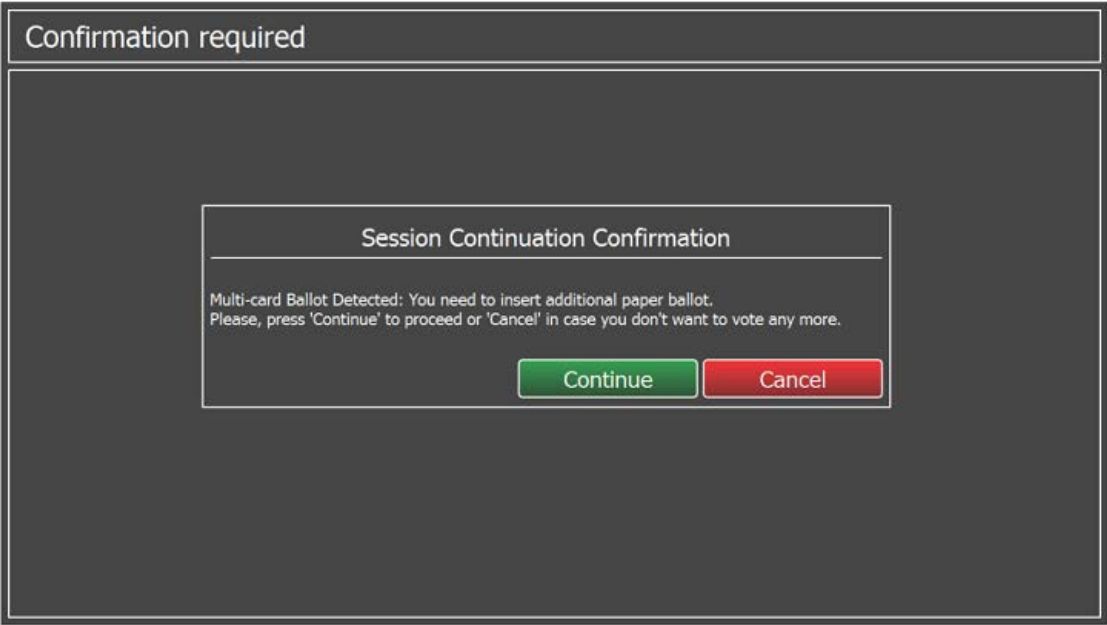 Confirmation required
Session Continuation Confirmation
Multi-card Ballot Detected: You need to insert additional paper ballot.
Please, press 'Continue' to proceed or 'Cancel' in case you don't want to vote any more.
Continue Cancel